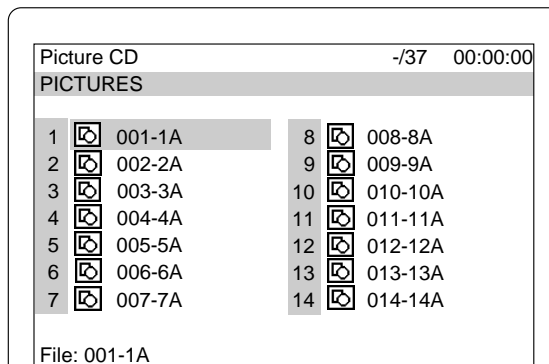 Picture CD -/37 00:00:00
PICTURES
1 001-1A
2 002-2A
3 003-3A
4 004-4A
5 005-5A
6 006-6A
7 007-7A
8 008-8A
9 009-9A
10 010-10A
11 011-11A
12 012-12A
13 013-13A
14 014-14A
File: 001-1A